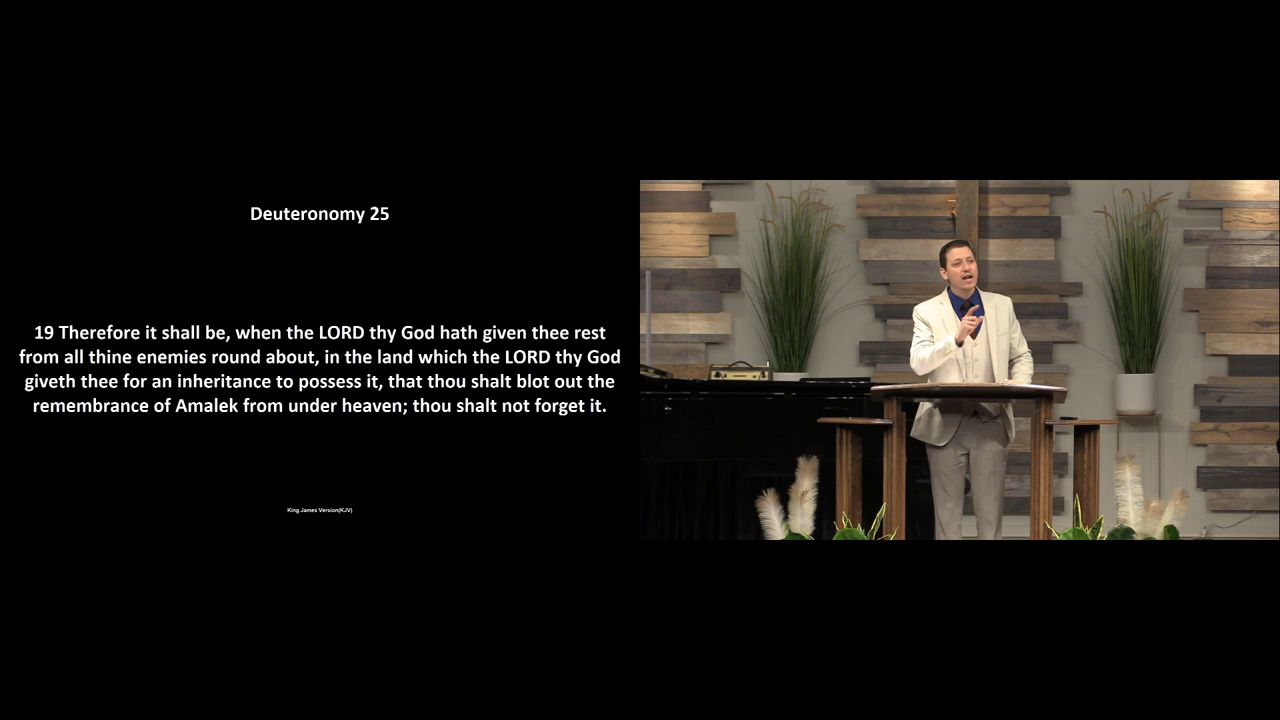 Deuteronomy 25
19 Therefore it shall be, when the LORD thy God hath given thee rest
from all thine enemies round about, in the land which the LORD thy God
giveth thee for an inheritance to possess it, that thou shalt blot out the
remembrance of Amalek from under heaven; thou shalt not forget it.
King James Version(KJV)